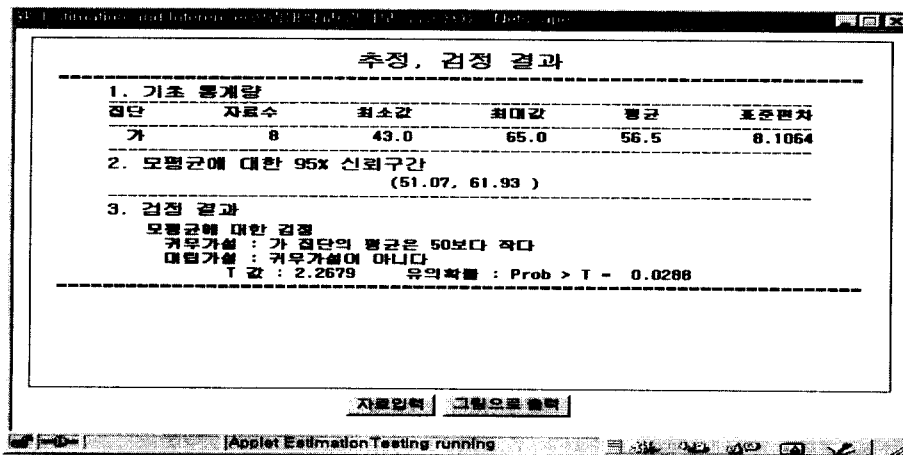 Estimation and Inference
추정, 검정 결과
1. 기초 통계량
집단 자료수 최소값 최대값 평균 표준편차
가 8 43.0 65.0 56.5 8.1064
2. 모평균에 대한 95% 신뢰구간
(51.07, 61.93 )
3. 검정 결과
모평균에 대한 검정
귀무가설 : 가 집단의 평균은 50보다 작다
대립가설 : 귀무가설이 아니다
T 값 : 2.2679 유의확률 : Prob > T = 0.0288
자료입력 그림으로 출력
Applet EstimationTesting running